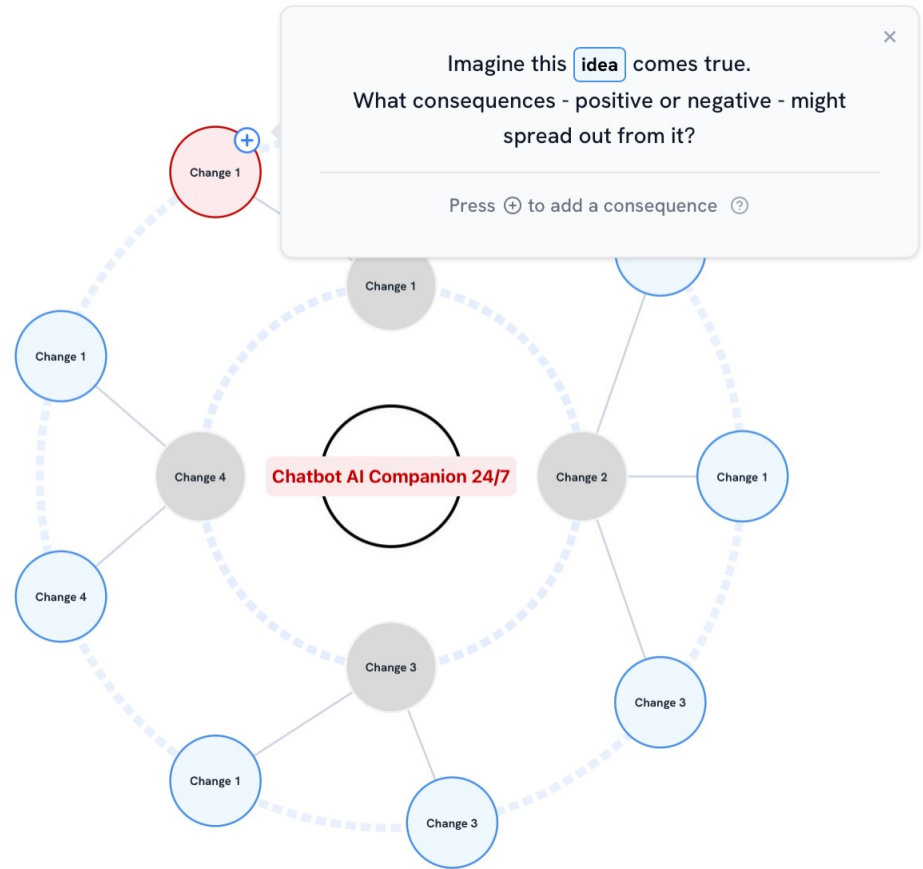 Imagine this idea comes true.
What consequences - positive or negative - might
spread out from it?
Press + to add a consequence ?
Change 1
Change 1
Change 1
Change 4
Chatbot AI Companion 24/7
Change 2
Change 1
Change 4
Change 3
Change 3
Change 1
Change 3